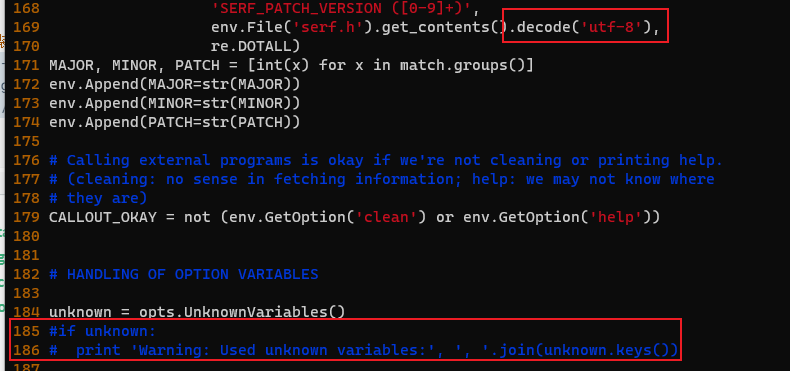 168 'SERF_PATCH_VERSION ([0-9]+)',
169 env.File('serf.h').get_contents().decode('utf-8'),
170 re.DOTALL)
171 MAJOR, MINOR, PATCH = [int(x) for x in match.groups()]
172 env.Append(MAJOR=str(MAJOR))
173 env.Append(MINOR=str(MINOR))
174 env.Append(PATCH=str(PATCH))
175
176 # Calling external programs is okay if we're not cleaning or printing help.
177 # (cleaning: no sense in fetching information; help: we may not know where
178 # they are)
179 CALLOUT_OKAY = not (env.GetOption('clean') or env.GetOption('help'))
180
181
182 # HANDLING OF OPTION VARIABLES
183
184 unknown = opts.UnknownVariables()
185 #if unknown:
186 #  print 'Warning: Used unknown variables:', ', '.join(unknown.keys())
187